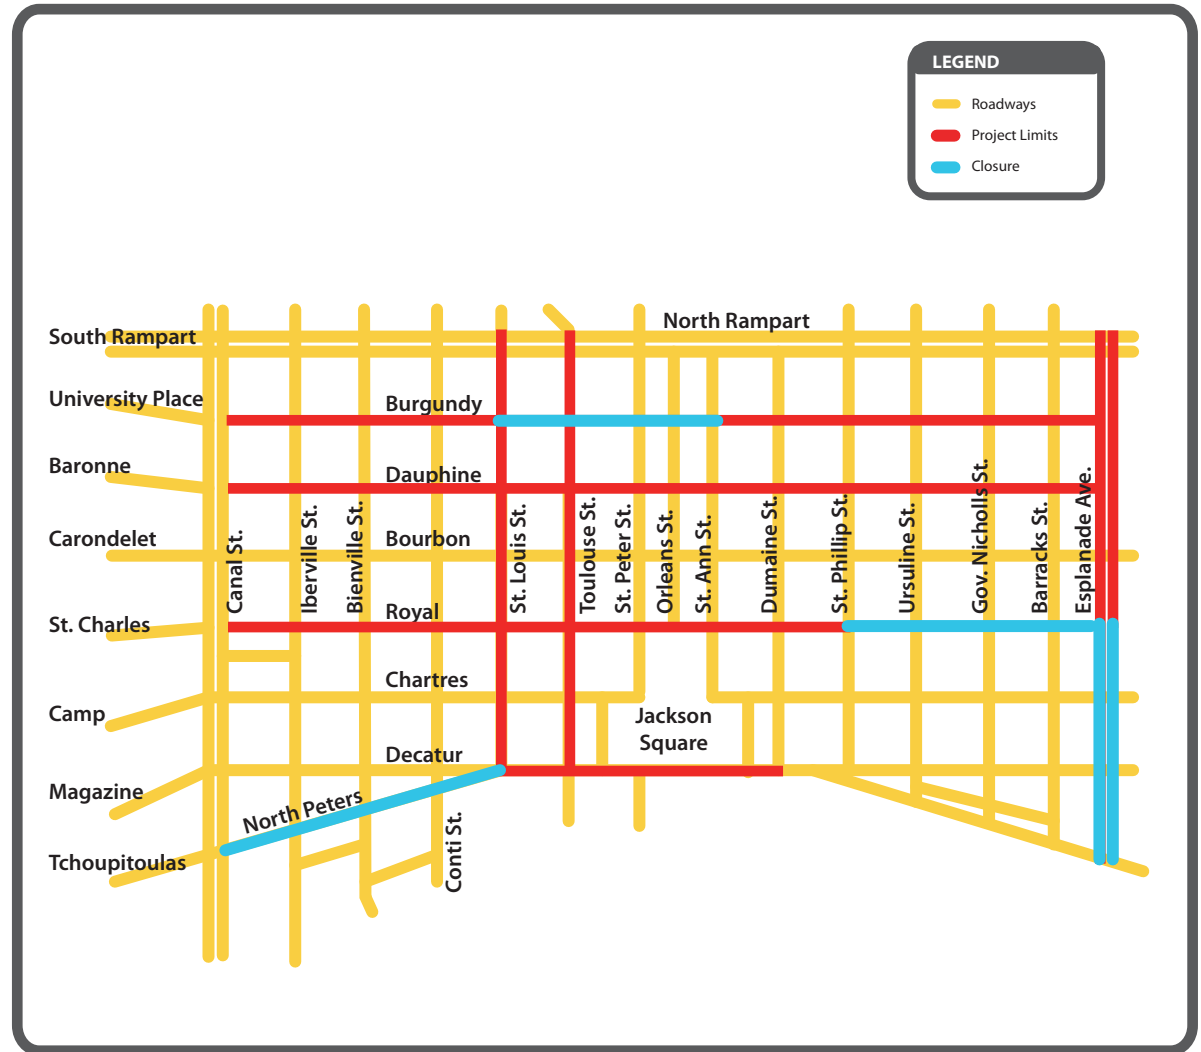 LEGEND
Roadways
Project Limits
Closure
North Rampart
South Rampart
University Place
Burgundy
Baronne
Dauphine
Carondelet
Bourbon
St. Charles
Royal
Camp
Chartres
Jackson
Square
Magazine
Decatur
North Peters
Tchoupitoulas
Canal St.
Iberville St.
Bienville St.
Conti St.
St. Louis St.
Toulouse St.
St. Peter St.
Orleans St.
St. Ann St.
Dumaine St.
St. Phillip St.
Ursuline St.
Gov. Nicholls St.
Barracks St.
Esplanade Ave.